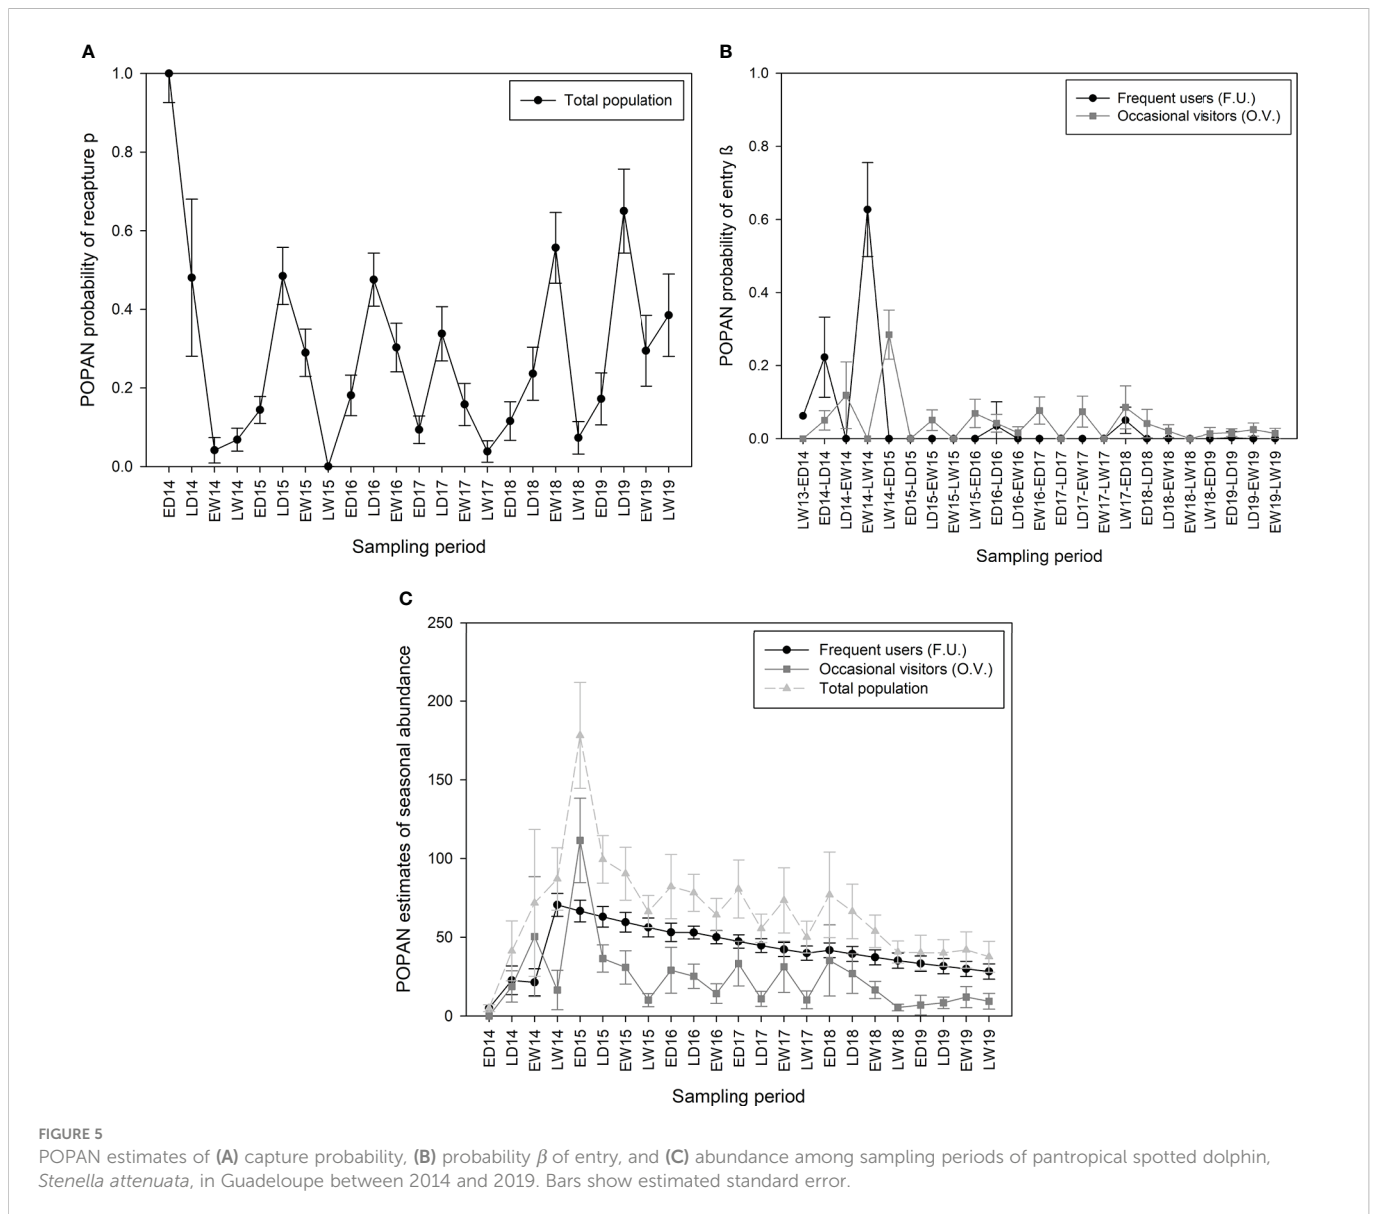 A
1.0
0.8
0.6
0.4
0.2
0.0
POPAN probability of recapture p
Total population
ED14
LD14
EW14
LW14
ED15
LD15
EW15
LW15
ED16
LD16
EW16
ED17
LD17
EW17
LW17
ED18
LD18
EW18
LW18
ED19
LD19
EW19
LW19
Sampling period
B
1.0
0.8
0.6
0.4
0.2
0.0
POPAN probability of entry ß
Frequent users (F.U.)
Occasional visitors (O.V.)
LW13-ED14
ED14-LD14
LD14-EW14
EW14-LW14
LW14-ED15
ED15-LD15
LD15-EW15
EW15-LW15
LW15-ED16
ED16-LD16
LD16-EW16
EW16-ED17
LD17-LD17
LD17-EW17
EW17-LW17
LW17-ED18
ED18-LD18
LD18-EW18
EW18-LW18
LW18-ED19
ED19-LD19
LD19-EW19
EW19-LW19
Sampling period
C
250
200
150
100
50
0
POPAN estimates of seasonal abundance
Frequent users (F.U.)
Occasional visitors (O.V.)
Total population
ED14
LD14
EW14
LW14
ED15
LD15
EW15
LW15
ED16
LD16
EW16
ED17
LD17
EW17
LW17
ED18
LD18
EW18
LW18
ED19
LD19
EW19
LW19
Sampling period
FIGURE 5
POPAN estimates of (A) capture probability, (B) probability β of entry, and (C) abundance among sampling periods of pantropical spotted dolphin,
Stenella attenuata, in Guadeloupe between 2014 and 2019. Bars show estimated standard error.